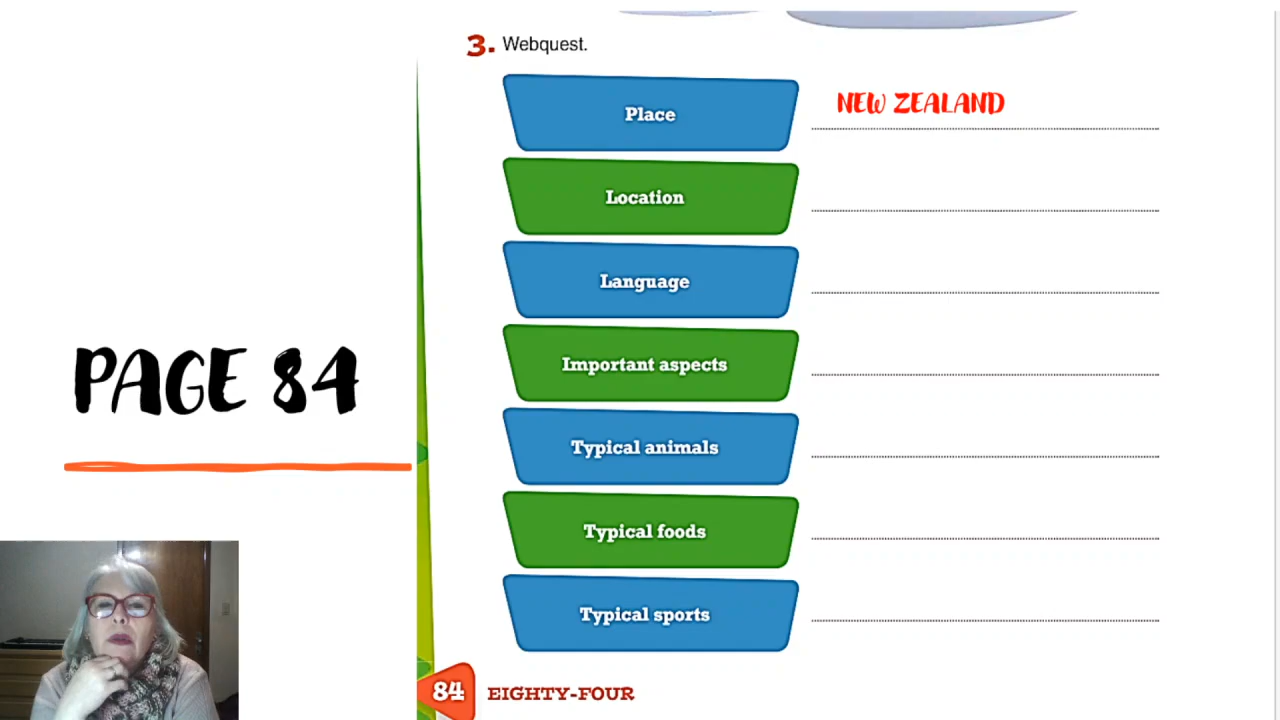 3. Webquest.
Place
NEW ZEALAND
Location
Language
Important aspects
PAGE 84
Typical animals
Typical foods
Typical sports
84 EIGHTY-FOUR